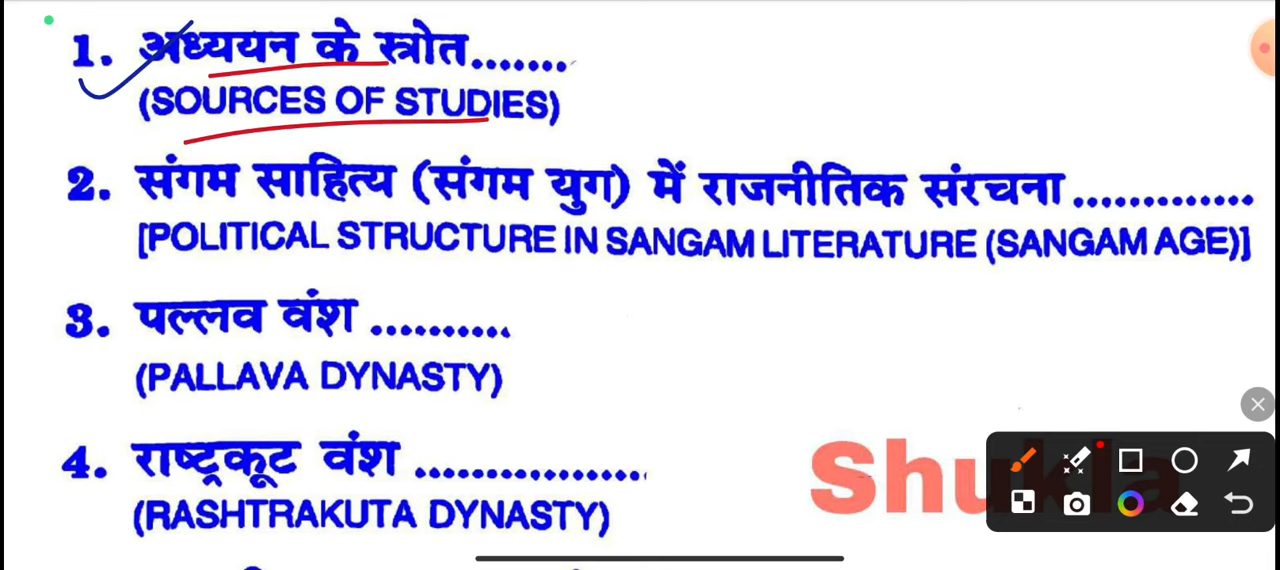 1. अध्ययन के स्त्रोत.......
(SOURCES OF STUDIES)
2. संगम साहित्य (संगम युग) में राजनीतिक संरचना.............
[POLITICAL STRUCTURE IN SANGAM LITERATURE (SANGAM AGE)]
3. पल्लव वंश ..........
(PALLAVA DYNASTY)
4. राष्ट्रकूट वंश .................
(RASHTRAKUTA DYNASTY)
Shukla